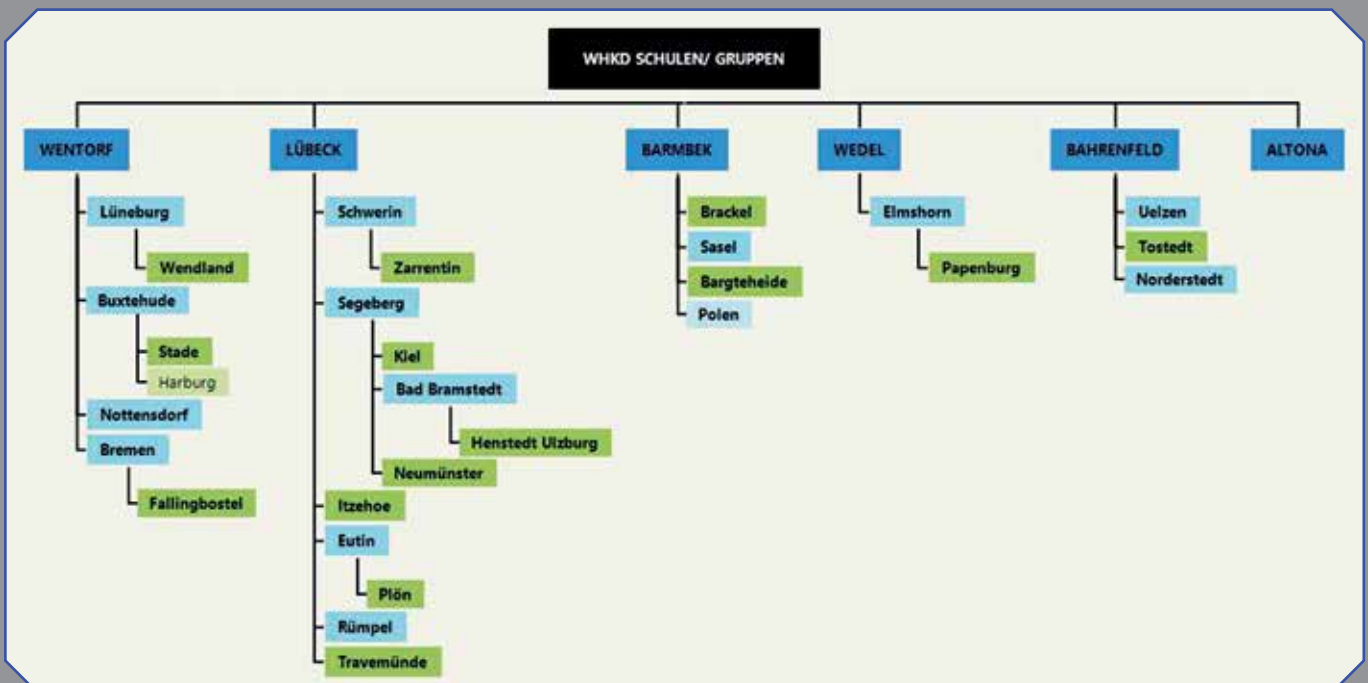 WHKD SCHULEN/ GRUPPEN
WENTORF
Lüneburg
Wendland
Buxtehude
Stade
Harburg
Nottensdorf
Bremen
Fallingbostel
LÜBECK
Schwerin
Zarrentin
Segeberg
Kiel
Bad Bramstedt
Henstedt Ulzburg
Neumünster
Itzehoe
Eutin
Plön
Rümpel
Travemünde
BARMBEK
Brackel
Sasel
Bargteheide
Polen
WEDEL
Elmshorn
Papenburg
BAHRENFELD
Uelzen
Tostedt
Norderstedt
ALTONA